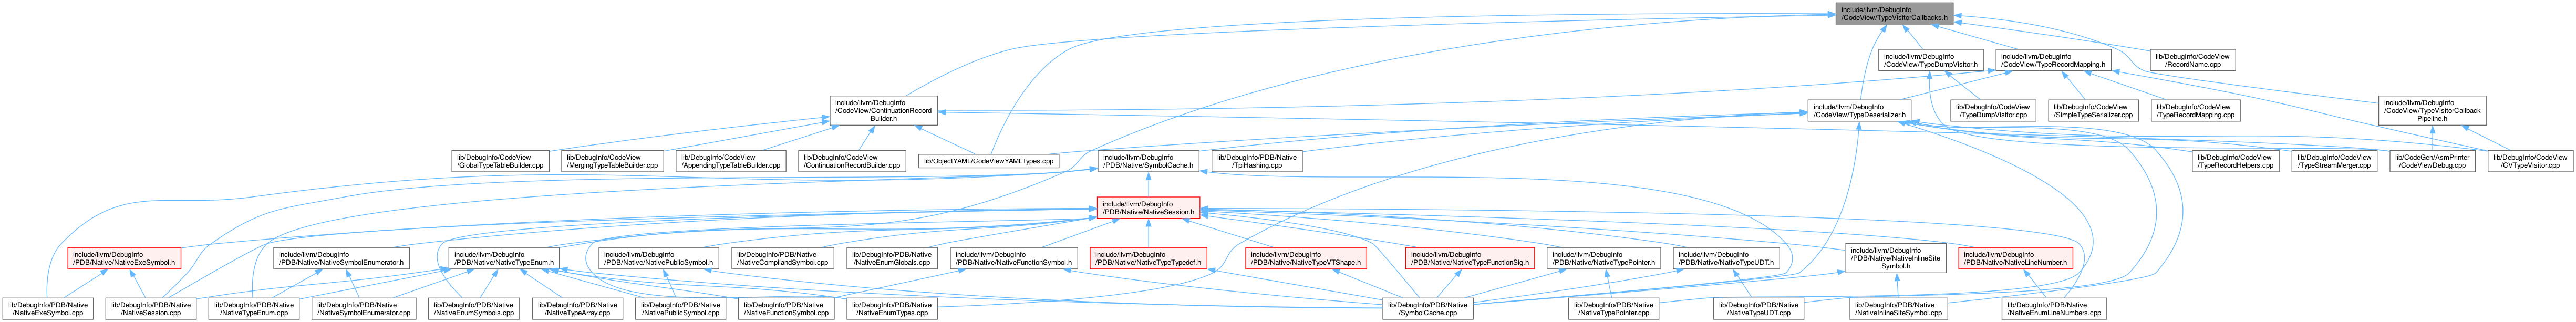 include/llvm/DebugInfo
/CodeView/TypeVisitorCallbacks.h
include/llvm/DebugInfo
/CodeView/TypeDumpVisitor.h
include/llvm/DebugInfo
/CodeView/TypeRecordMapping.h
lib/DebugInfo/CodeView
/RecordName.cpp
include/llvm/DebugInfo
/CodeView/ContinuationRecord
Builder.h
include/llvm/DebugInfo
/CodeView/TypeDeserializer.h
lib/DebugInfo/CodeView
/TypeDumpVisitor.cpp
lib/DebugInfo/CodeView
/SimpleTypeSerializer.cpp
lib/DebugInfo/CodeView
/TypeRecordMapping.cpp
include/llvm/DebugInfo
/CodeView/TypeVisitorCallback
Pipeline.h
lib/DebugInfo/CodeView
/GlobalTypeTableBuilder.cpp
lib/DebugInfo/CodeView
/MergingTypeTableBuilder.cpp
lib/DebugInfo/CodeView
/AppendingTypeTableBuilder.cpp
lib/DebugInfo/CodeView
/ContinuationRecordBuilder.cpp
lib/ObjectYAML/CodeViewYAMLTypes.cpp
include/llvm/DebugInfo
/PDB/Native/SymbolCache.h
lib/DebugInfo/PDB/Native
/TpiHashing.cpp
lib/DebugInfo/CodeView
/TypeRecordHelpers.cpp
lib/DebugInfo/CodeView
/TypeStreamMerger.cpp
lib/CodeGen/AsmPrinter
/CodeViewDebug.cpp
lib/DebugInfo/CodeView
/CVTypeVisitor.cpp
include/llvm/DebugInfo
/PDB/Native/NativeSession.h
include/llvm/DebugInfo
/PDB/Native/NativeExeSymbol.h
include/llvm/DebugInfo
/PDB/Native/NativeSymbolEnumerator.h
include/llvm/DebugInfo
/PDB/Native/NativeTypeEnum.h
include/llvm/DebugInfo
/PDB/Native/NativePublicSymbol.h
lib/DebugInfo/PDB/Native
/NativeCompilandSymbol.cpp
lib/DebugInfo/PDB/Native
/NativeEnumGlobals.cpp
include/llvm/DebugInfo
/PDB/Native/NativeFunctionSymbol.h
include/llvm/DebugInfo
/PDB/Native/NativeTypeTypedef.h
include/llvm/DebugInfo
/PDB/Native/NativeTypeVTShape.h
include/llvm/DebugInfo
/PDB/Native/NativeTypeFunctionSig.h
include/llvm/DebugInfo
/PDB/Native/NativeTypePointer.h
include/llvm/DebugInfo
/PDB/Native/NativeTypeUDT.h
include/llvm/DebugInfo
/PDB/Native/NativeInlineSite
Symbol.h
include/llvm/DebugInfo
/PDB/Native/NativeLineNumber.h
lib/DebugInfo/PDB/Native
/NativeExeSymbol.cpp
lib/DebugInfo/PDB/Native
/NativeSession.cpp
lib/DebugInfo/PDB/Native
/NativeTypeEnum.cpp
lib/DebugInfo/PDB/Native
/NativeSymbolEnumerator.cpp
lib/DebugInfo/PDB/Native
/NativeEnumSymbols.cpp
lib/DebugInfo/PDB/Native
/NativeTypeArray.cpp
lib/DebugInfo/PDB/Native
/NativePublicSymbol.cpp
lib/DebugInfo/PDB/Native
/NativeFunctionSymbol.cpp
lib/DebugInfo/PDB/Native
/NativeEnumTypes.cpp
lib/DebugInfo/PDB/Native
/SymbolCache.cpp
lib/DebugInfo/PDB/Native
/NativeTypePointer.cpp
lib/DebugInfo/PDB/Native
/NativeTypeUDT.cpp
lib/DebugInfo/PDB/Native
/NativeInlineSiteSymbol.cpp
lib/DebugInfo/PDB/Native
/NativeEnumLineNumbers.cpp